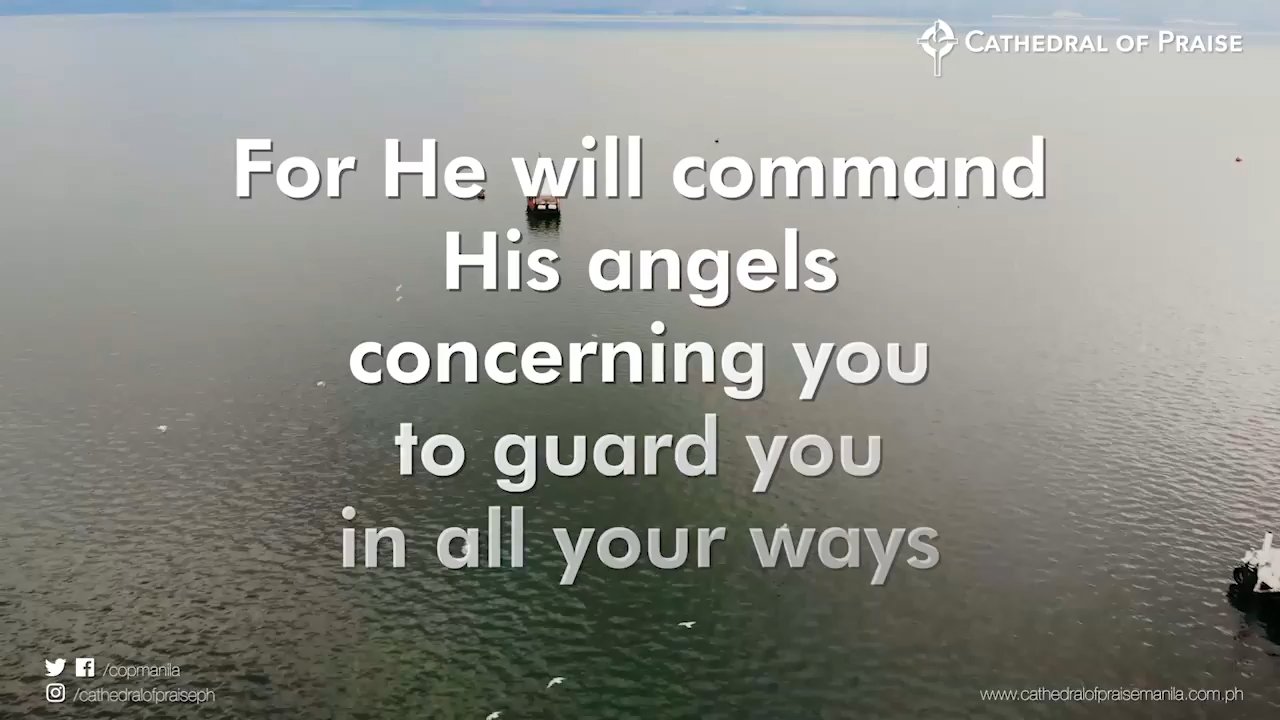 CATHEDRAL OF PRAISE
For He will command
His angels
concerning you
to guard you
in all your ways
/copmanila
/cathedralofpraiseph
www.cathedralofpraisemanila.com.ph